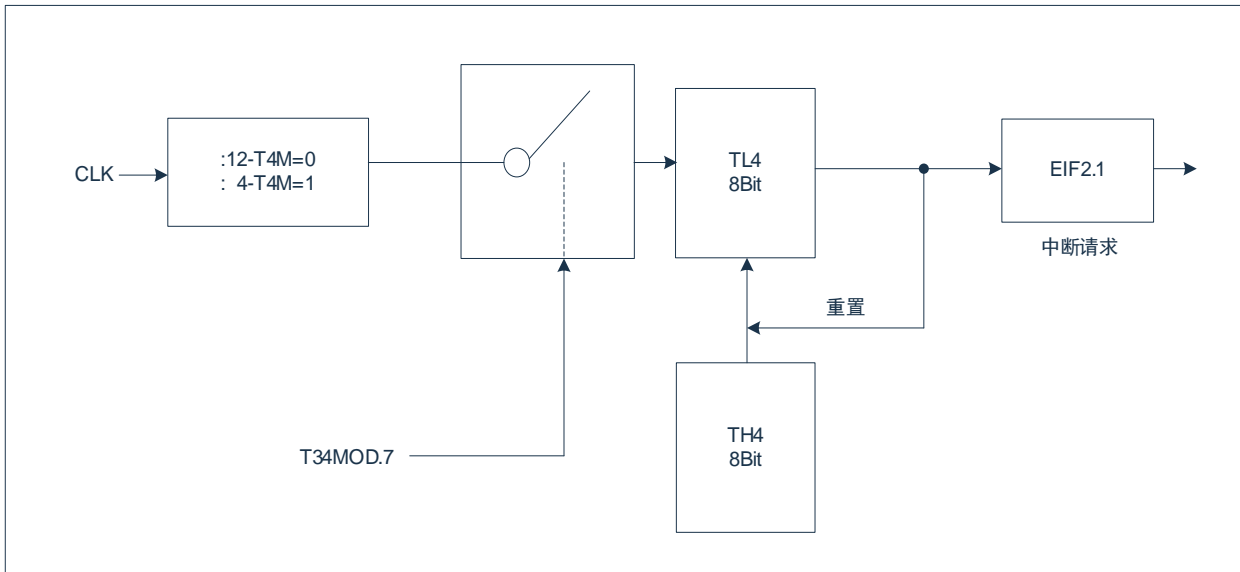 CLK
:12-T4M=0
: 4-T4M=1
TL4
8Bit
EIF2.1
中断请求
重置
TH4
8Bit
T34MOD.7